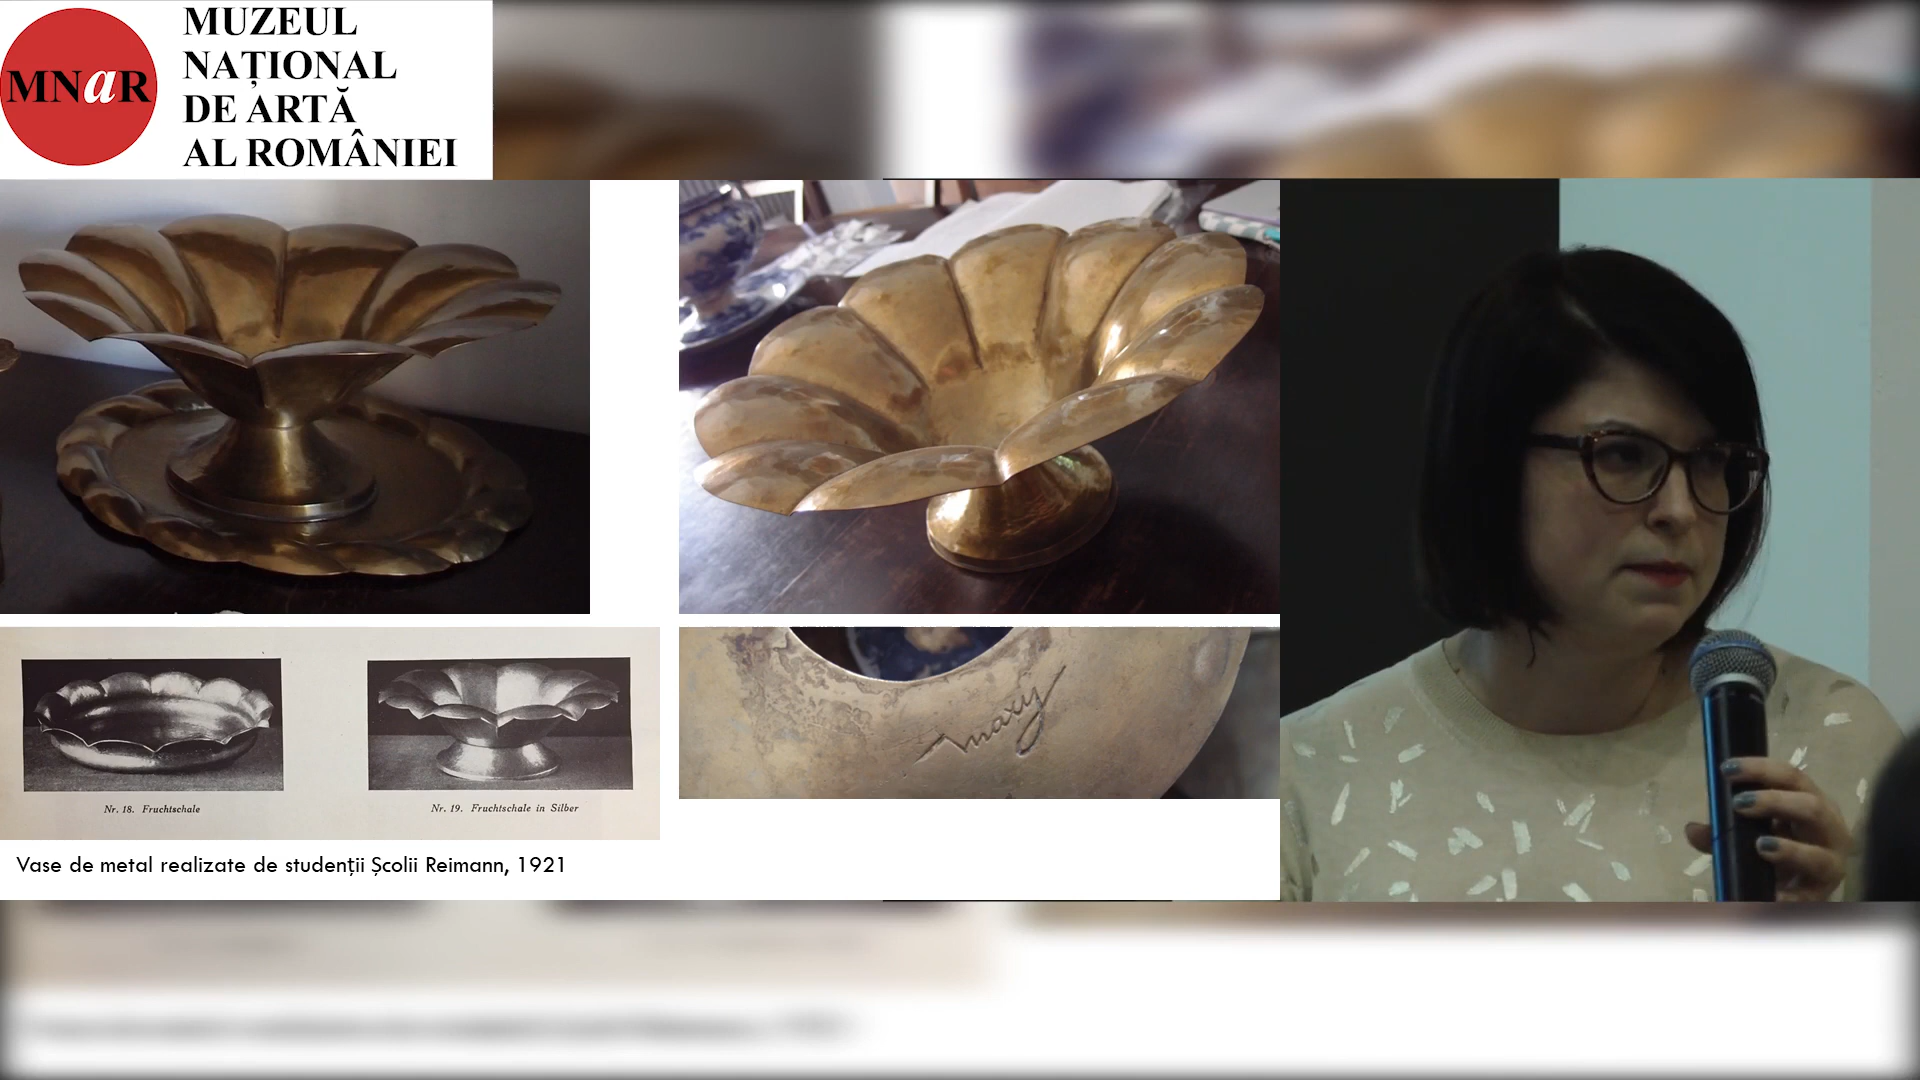 MNaR
MUZEUL
NAȚIONAL
DE ARTĂ
AL ROMÂNIEI
maxy
Nr. 18. Fruchtschale
Nr. 19. Fruchtschale in Silber
Vase de metal realizate de studenții Școlii Reimann, 1921